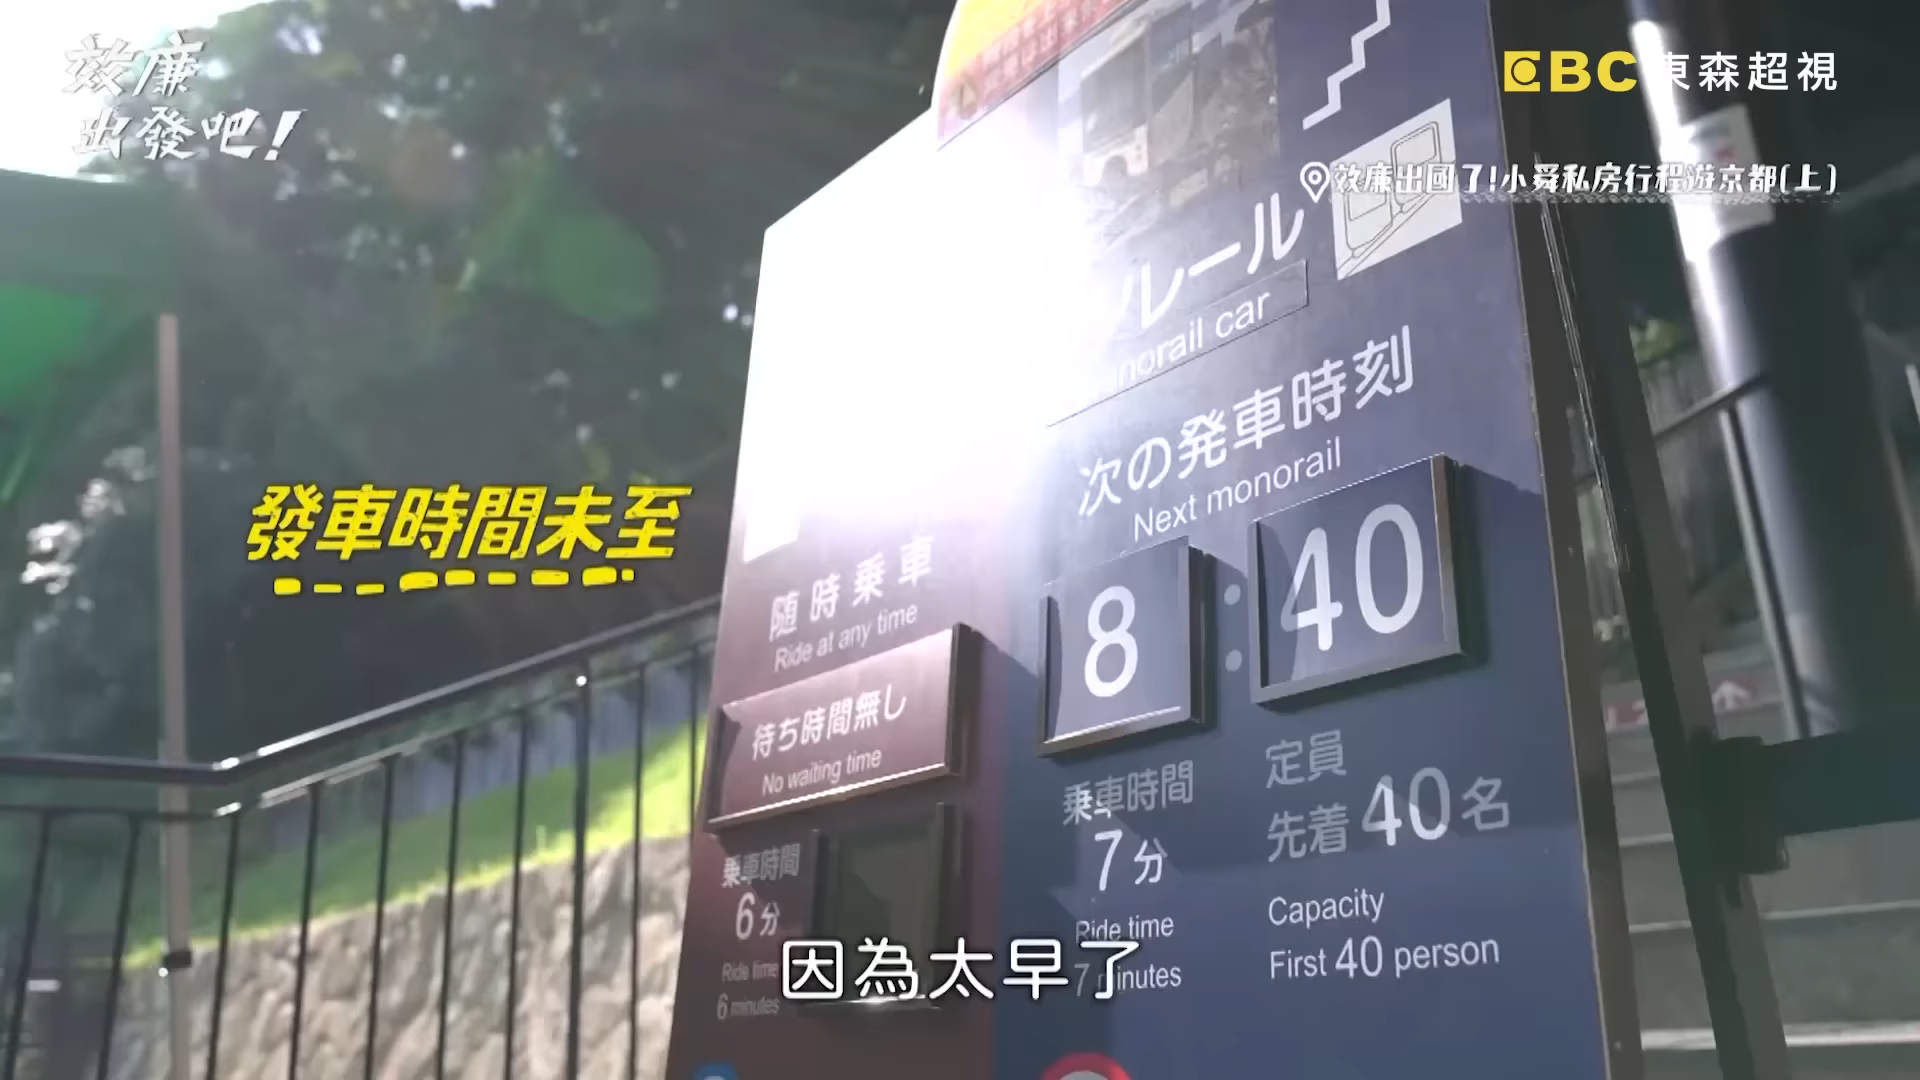 效廉
出發吧!
EBC 東森超視
效廉出國了!小舜私房行程遊京都(上)
ノレール
monorail car
次の発車時刻
Next monorail
8:40
發車時間未至
随時乗車
Ride at any time
待ち時間無し
No waiting time
乗車時間
6分
Ride time
6 minutes
乗車時間
7分
Ride time
7 minutes
定員
先着40名
Capacity
First 40 person
因為太早了